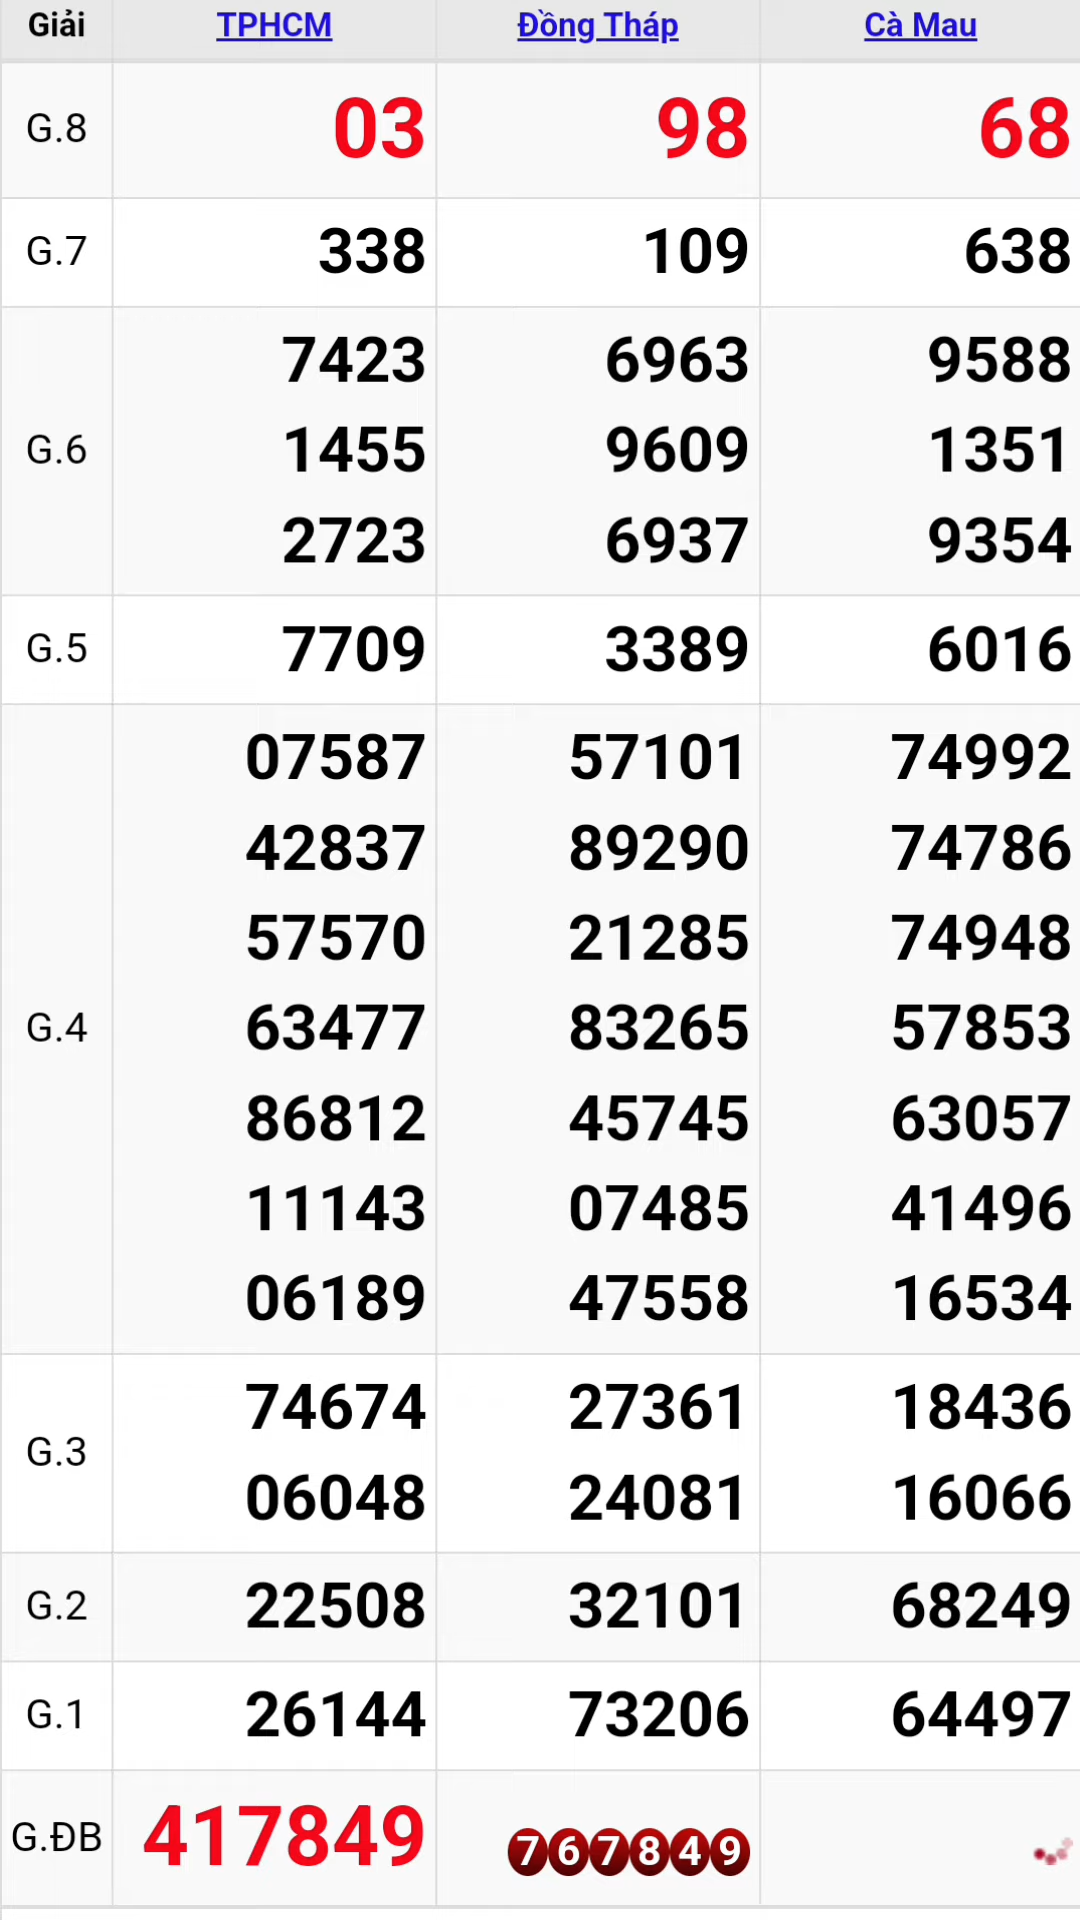 Giải TPHCM Đồng Tháp Cà Mau
G.8 03 98 68
G.7 338 109 638
7423 6963 9588
G.6 1455 9609 1351
2723 6937 9354
G.5 7709 3389 6016
07587 57101 74992
42837 89290 74786
57570 21285 74948
G.4 63477 83265 57853
86812 45745 63057
11143 07485 41496
06189 47558 16534
G.3 74674 27361 18436
06048 24081 16066
G.2 22508 32101 68249
G.1 26144 73206 64497
G.ĐB 417849 767849